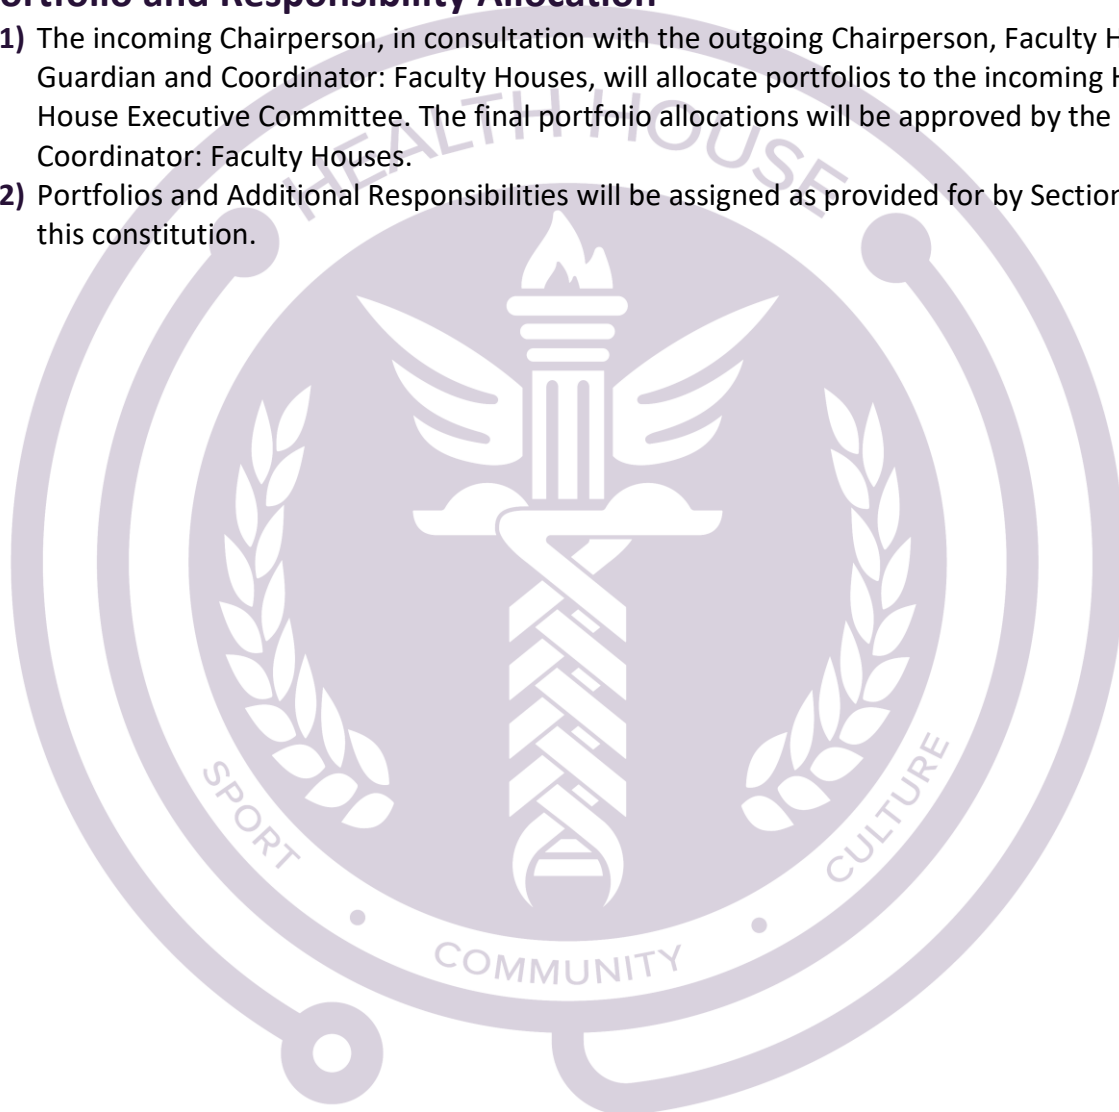 ortfolio and Responsibility Allocation
1) The incoming Chairperson, in consultation with the outgoing Chairperson, Faculty H
Guardian and Coordinator: Faculty Houses, will allocate portfolios to the incoming H
House Executive Committee. The final portfolio allocations will be approved by the
Coordinator: Faculty Houses.
2) Portfolios and Additional Responsibilities will be assigned as provided for by Section
this constitution.
HEALTH HOUSE
SPORT • COMMUNITY • CULTURE